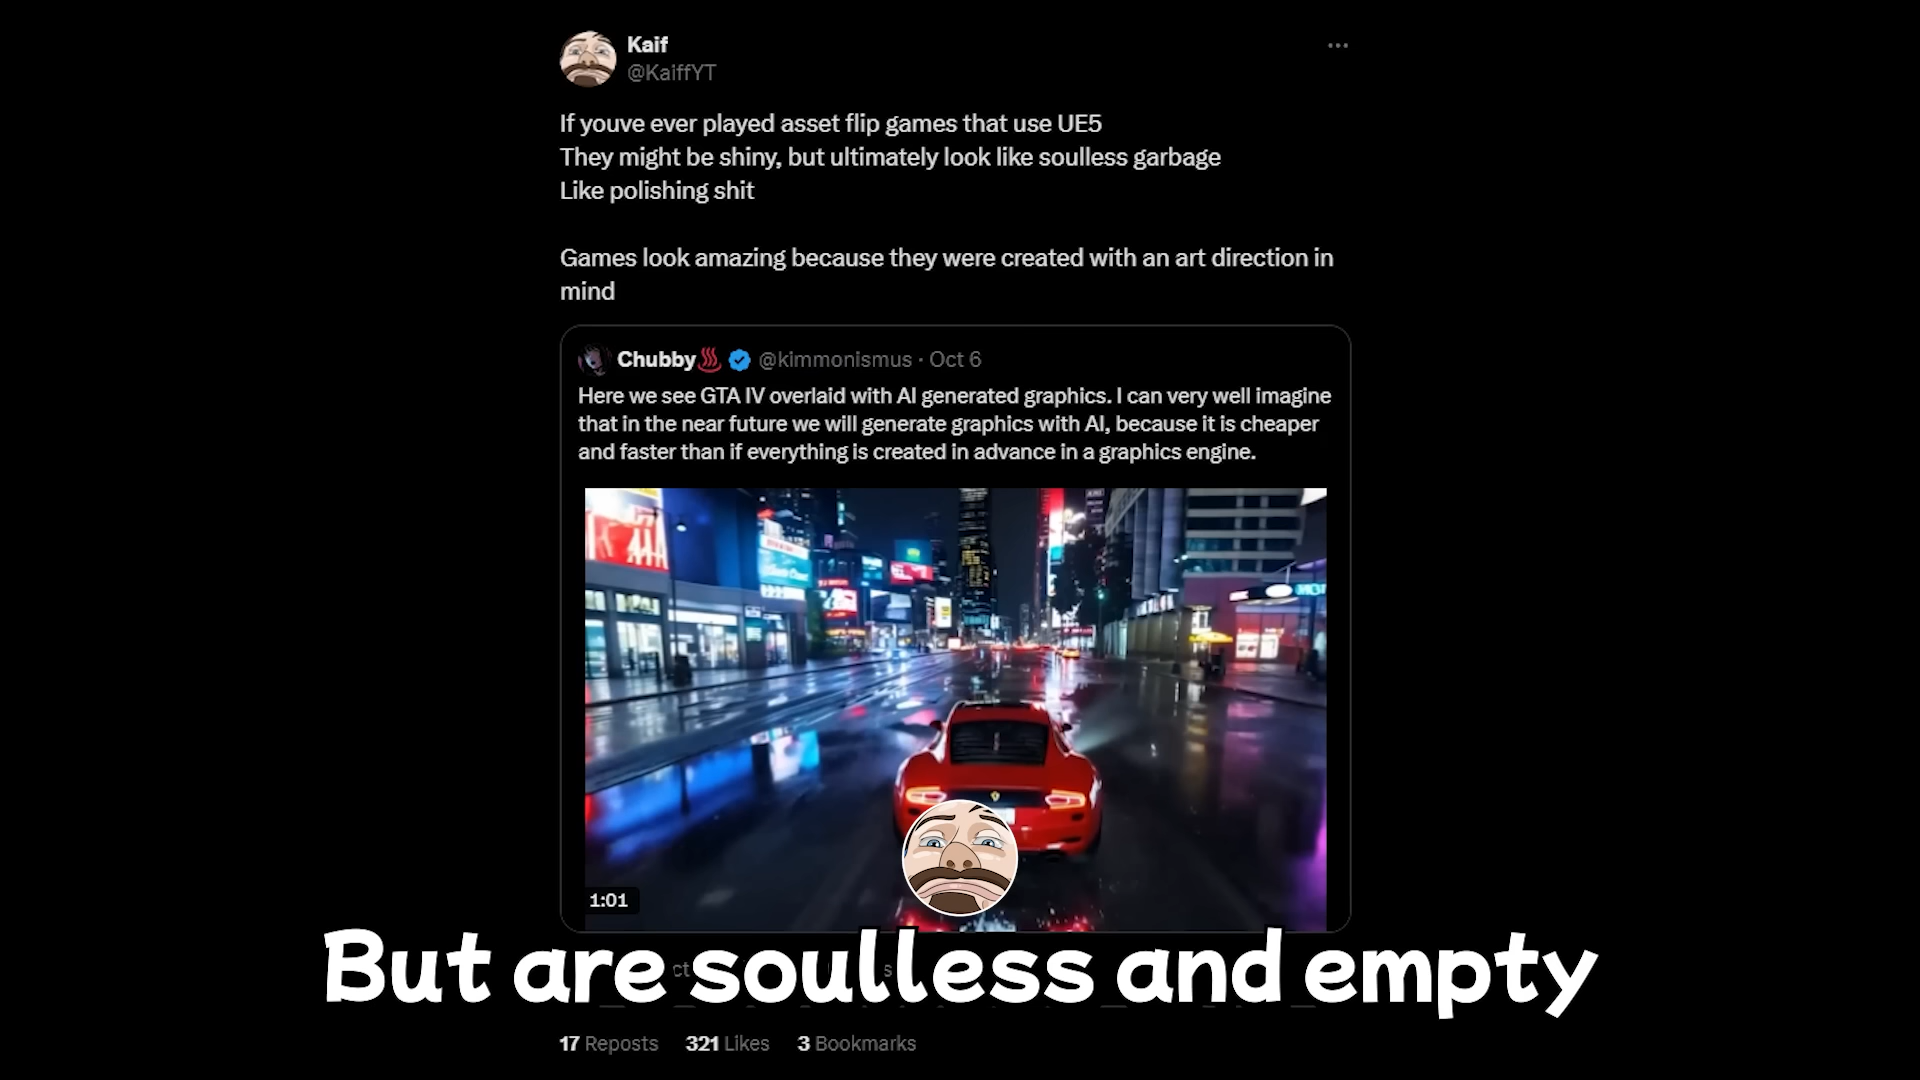 Kaif
@KaiffYT
If youve ever played asset flip games that use UE5
They might be shiny, but ultimately look like soulless garbage
Like polishing shit
Games look amazing because they were created with an art direction in
mind
Chubby @kimmonismus · Oct 6
Here we see GTA IV overlaid with AI generated graphics. I can very well imagine
that in the near future we will generate graphics with AI, because it is cheaper
and faster than if everything is created in advance in a graphics engine.
1:01
But are soulless and empty
17 Reposts 321 Likes 3 Bookmarks